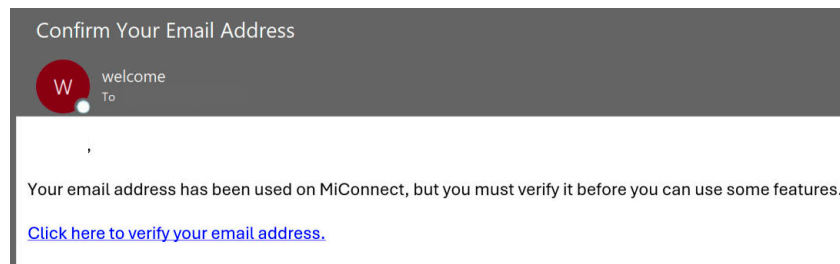 Confirm Your Email Address
W
welcome
To
,
Your email address has been used on MiConnect, but you must verify it before you can use some features.
Click here to verify your email address.